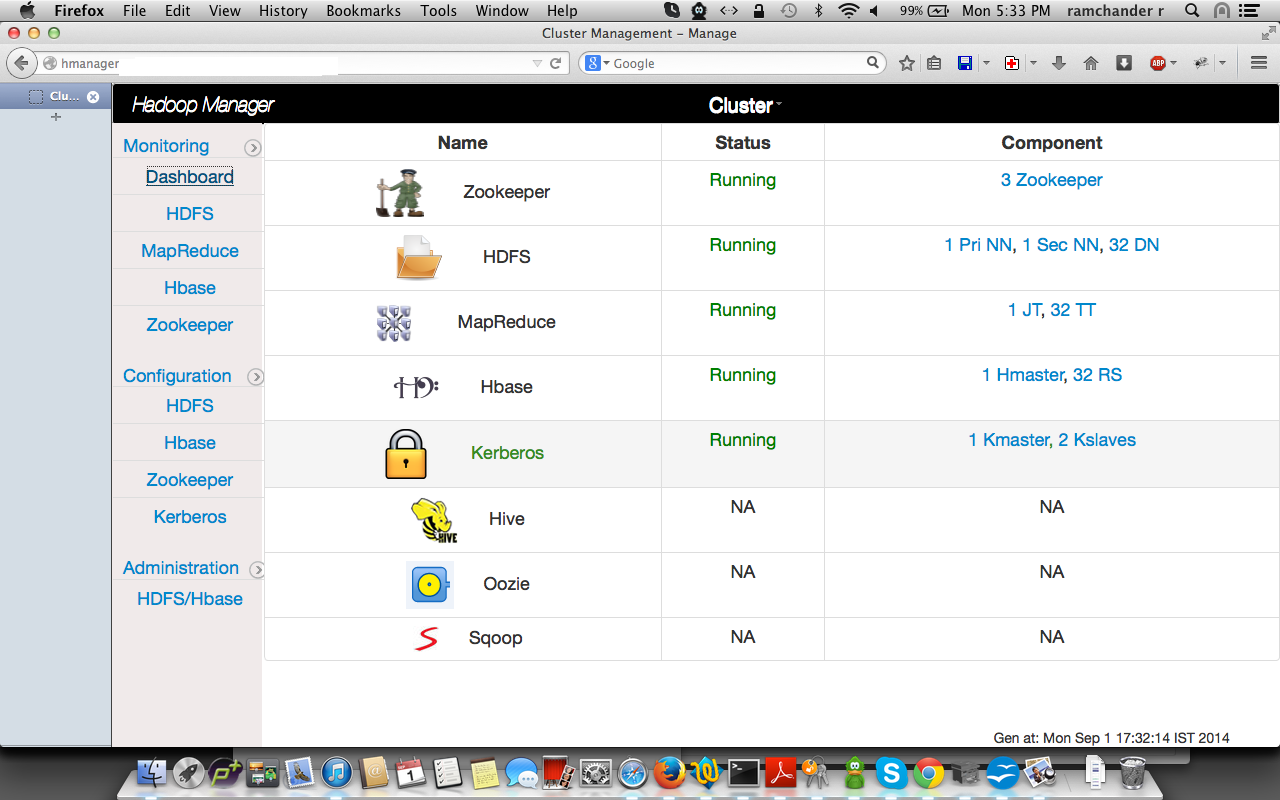 Firefox File Edit View History Bookmarks Tools Window Help 99% Mon 5:33 PM ramchander r
Cluster Management – Manage
hmanager Google
Clu...
Hadoop Manager Cluster
Monitoring
Dashboard
HDFS
MapReduce
Hbase
Zookeeper
Configuration
HDFS
Hbase
Zookeeper
Kerberos
Administration
HDFS/Hbase
Name Status Component
Zookeeper Running 3 Zookeeper
HDFS Running 1 Pri NN, 1 Sec NN, 32 DN
MapReduce Running 1 JT, 32 TT
Hbase Running 1 Hmaster, 32 RS
Kerberos Running 1 Kmaster, 2 Kslaves
HIVE Hive NA NA
Oozie NA NA
Sqoop NA NA
Gen at: Mon Sep 1 17:32:14 IST 2014